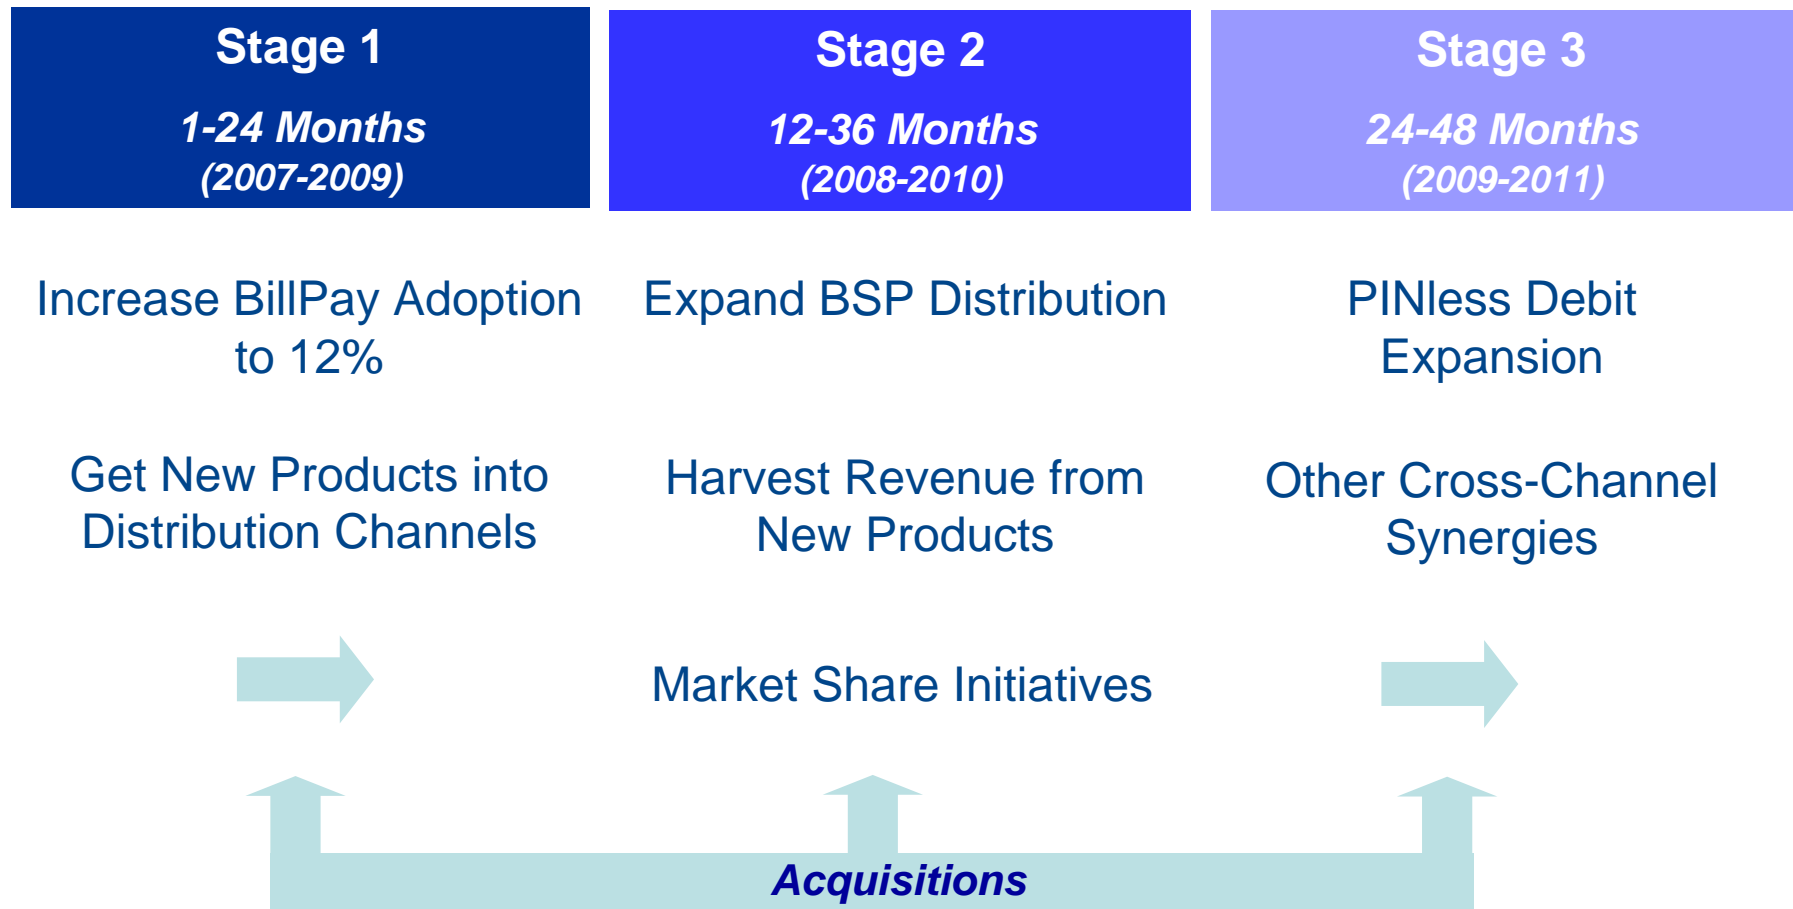 Stage 1
1-24 Months
(2007-2009)
Increase BillPay Adoption
to 12%
Get New Products into
Distribution Channels
Stage 2
12-36 Months
(2008-2010)
Expand BSP Distribution
Harvest Revenue from
New Products
Market Share Initiatives
Stage 3
24-48 Months
(2009-2011)
PINless Debit
Expansion
Other Cross-Channel
Synergies
Acquisitions